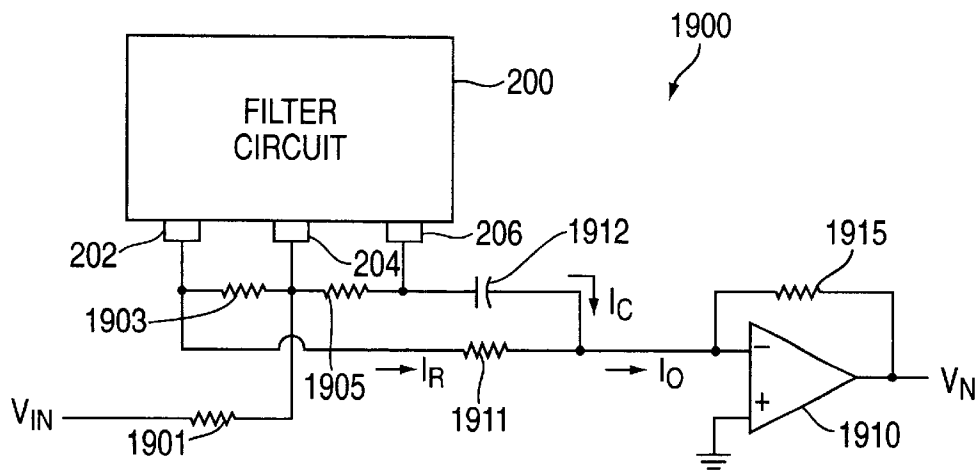 1900
FILTER
CIRCUIT
200
202
204
206
1912
1915
1903
1905
I_C
I_R
1911
I_O
−
+
V_N
V_IN
1901
1910